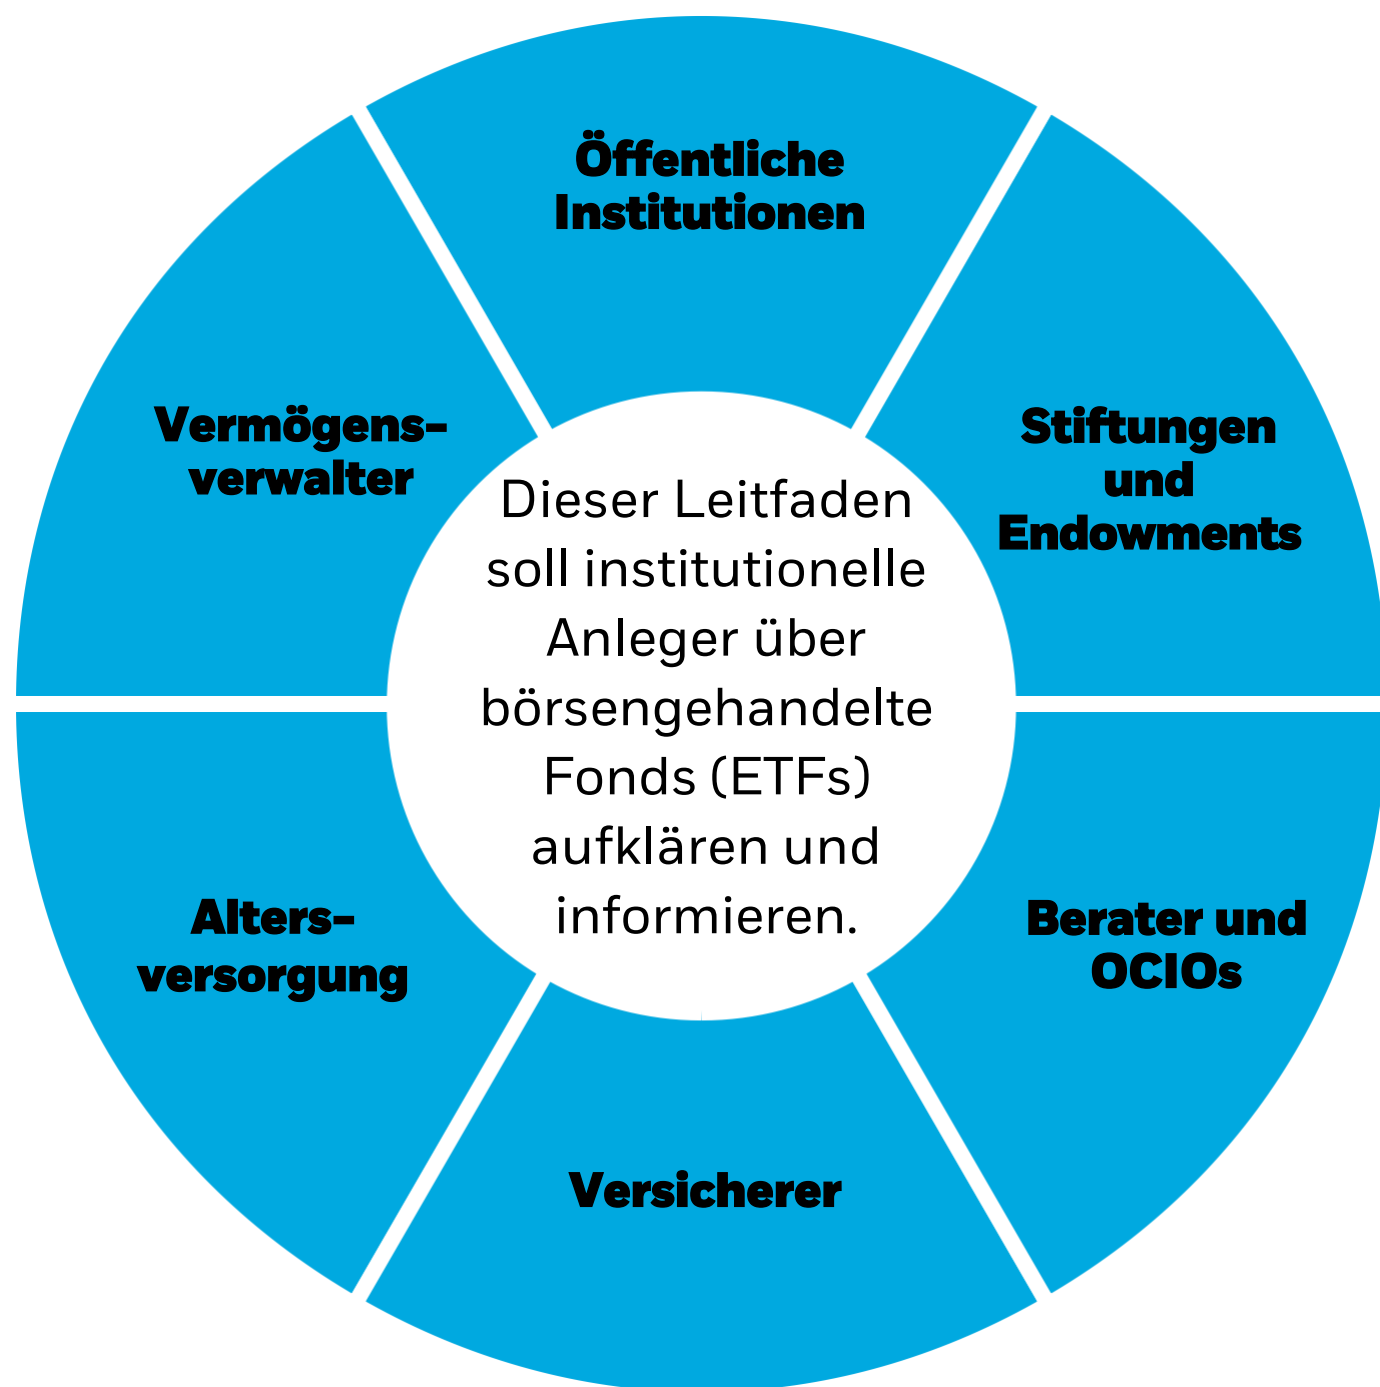 Öffentliche
Institutionen
Stiftungen
und
Endowments
Berater und
OCIOs
Versicherer
Alters-
versorgung
Vermögens-
verwalter
Dieser Leitfaden
soll institutionelle
Anleger über
börsengehandelte
Fonds (ETFs)
aufklären und
informieren.